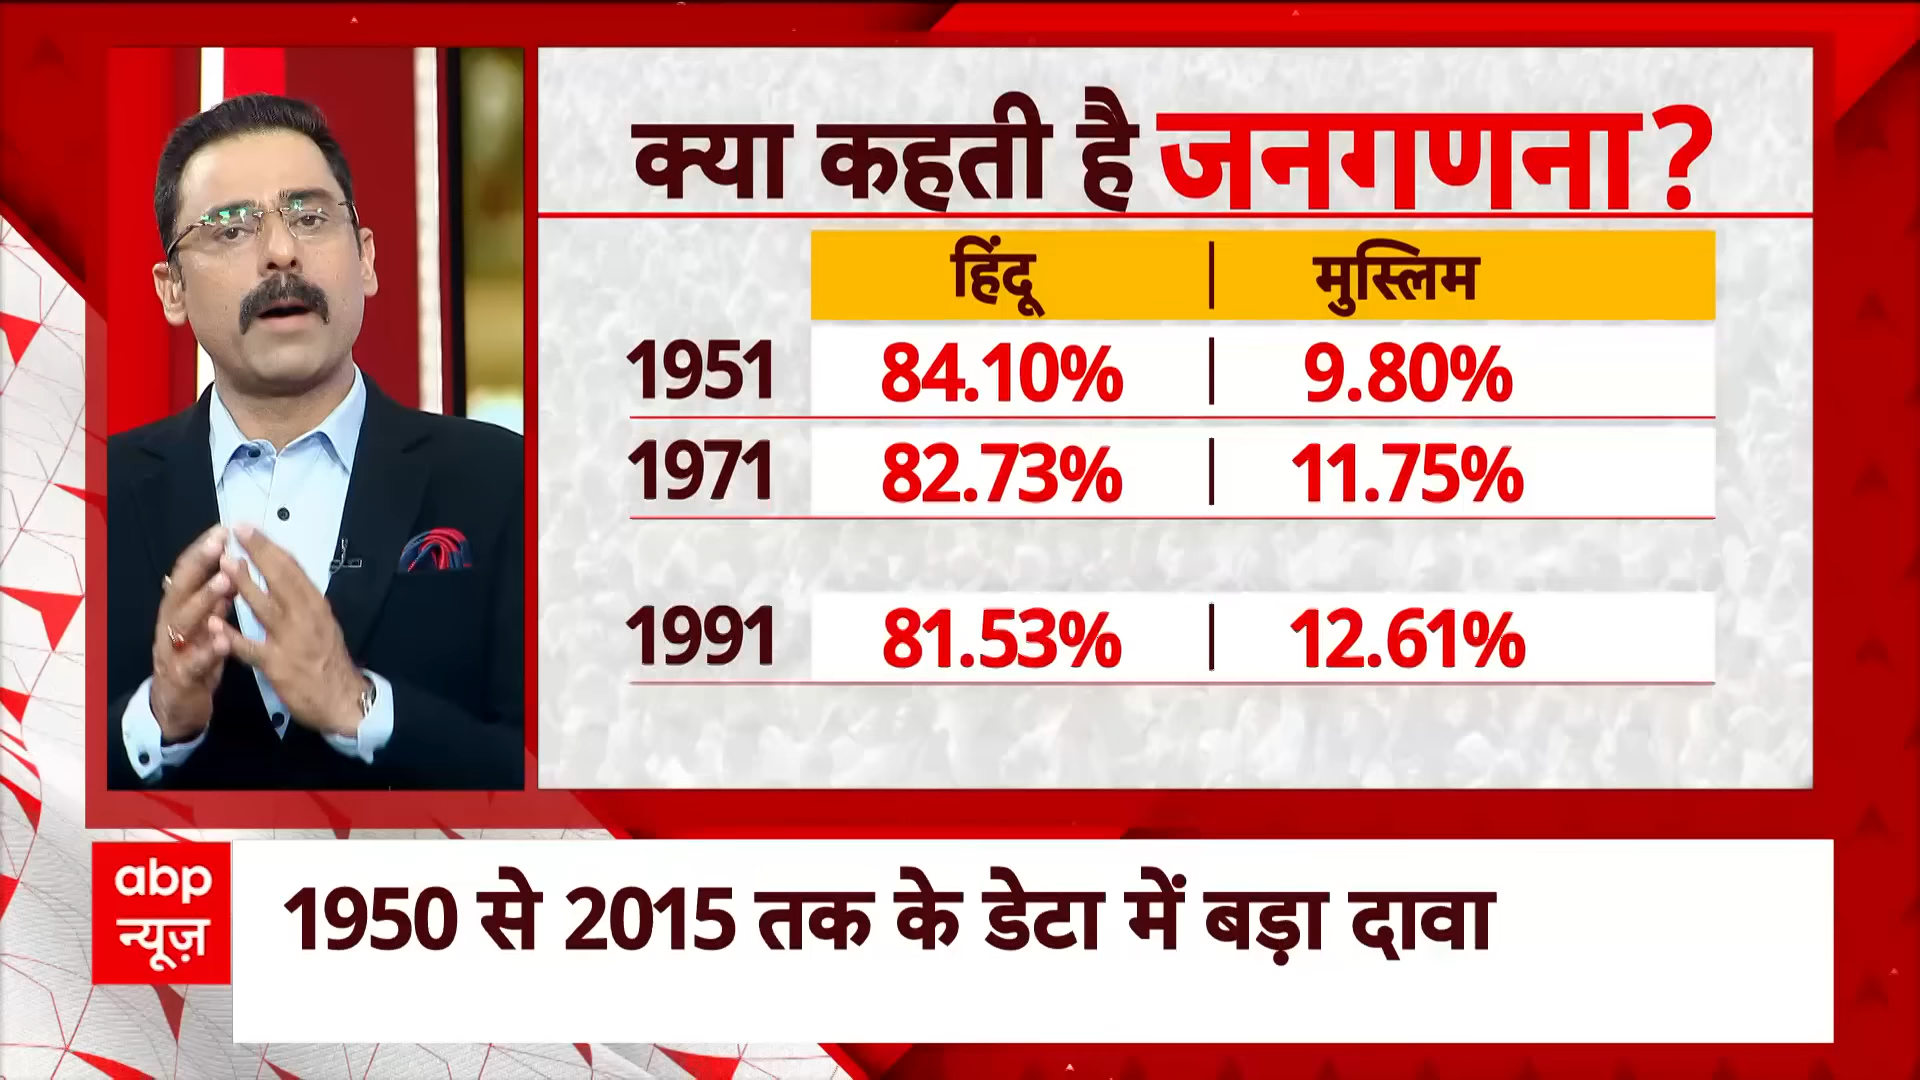 क्या कहती है जनगणना?
हिंदू | मुस्लिम
1951 84.10% | 9.80%
1971 82.73% | 11.75%
1991 81.53% | 12.61%
abp
न्यूज़
1950 से 2015 तक के डेटा में बड़ा दावा